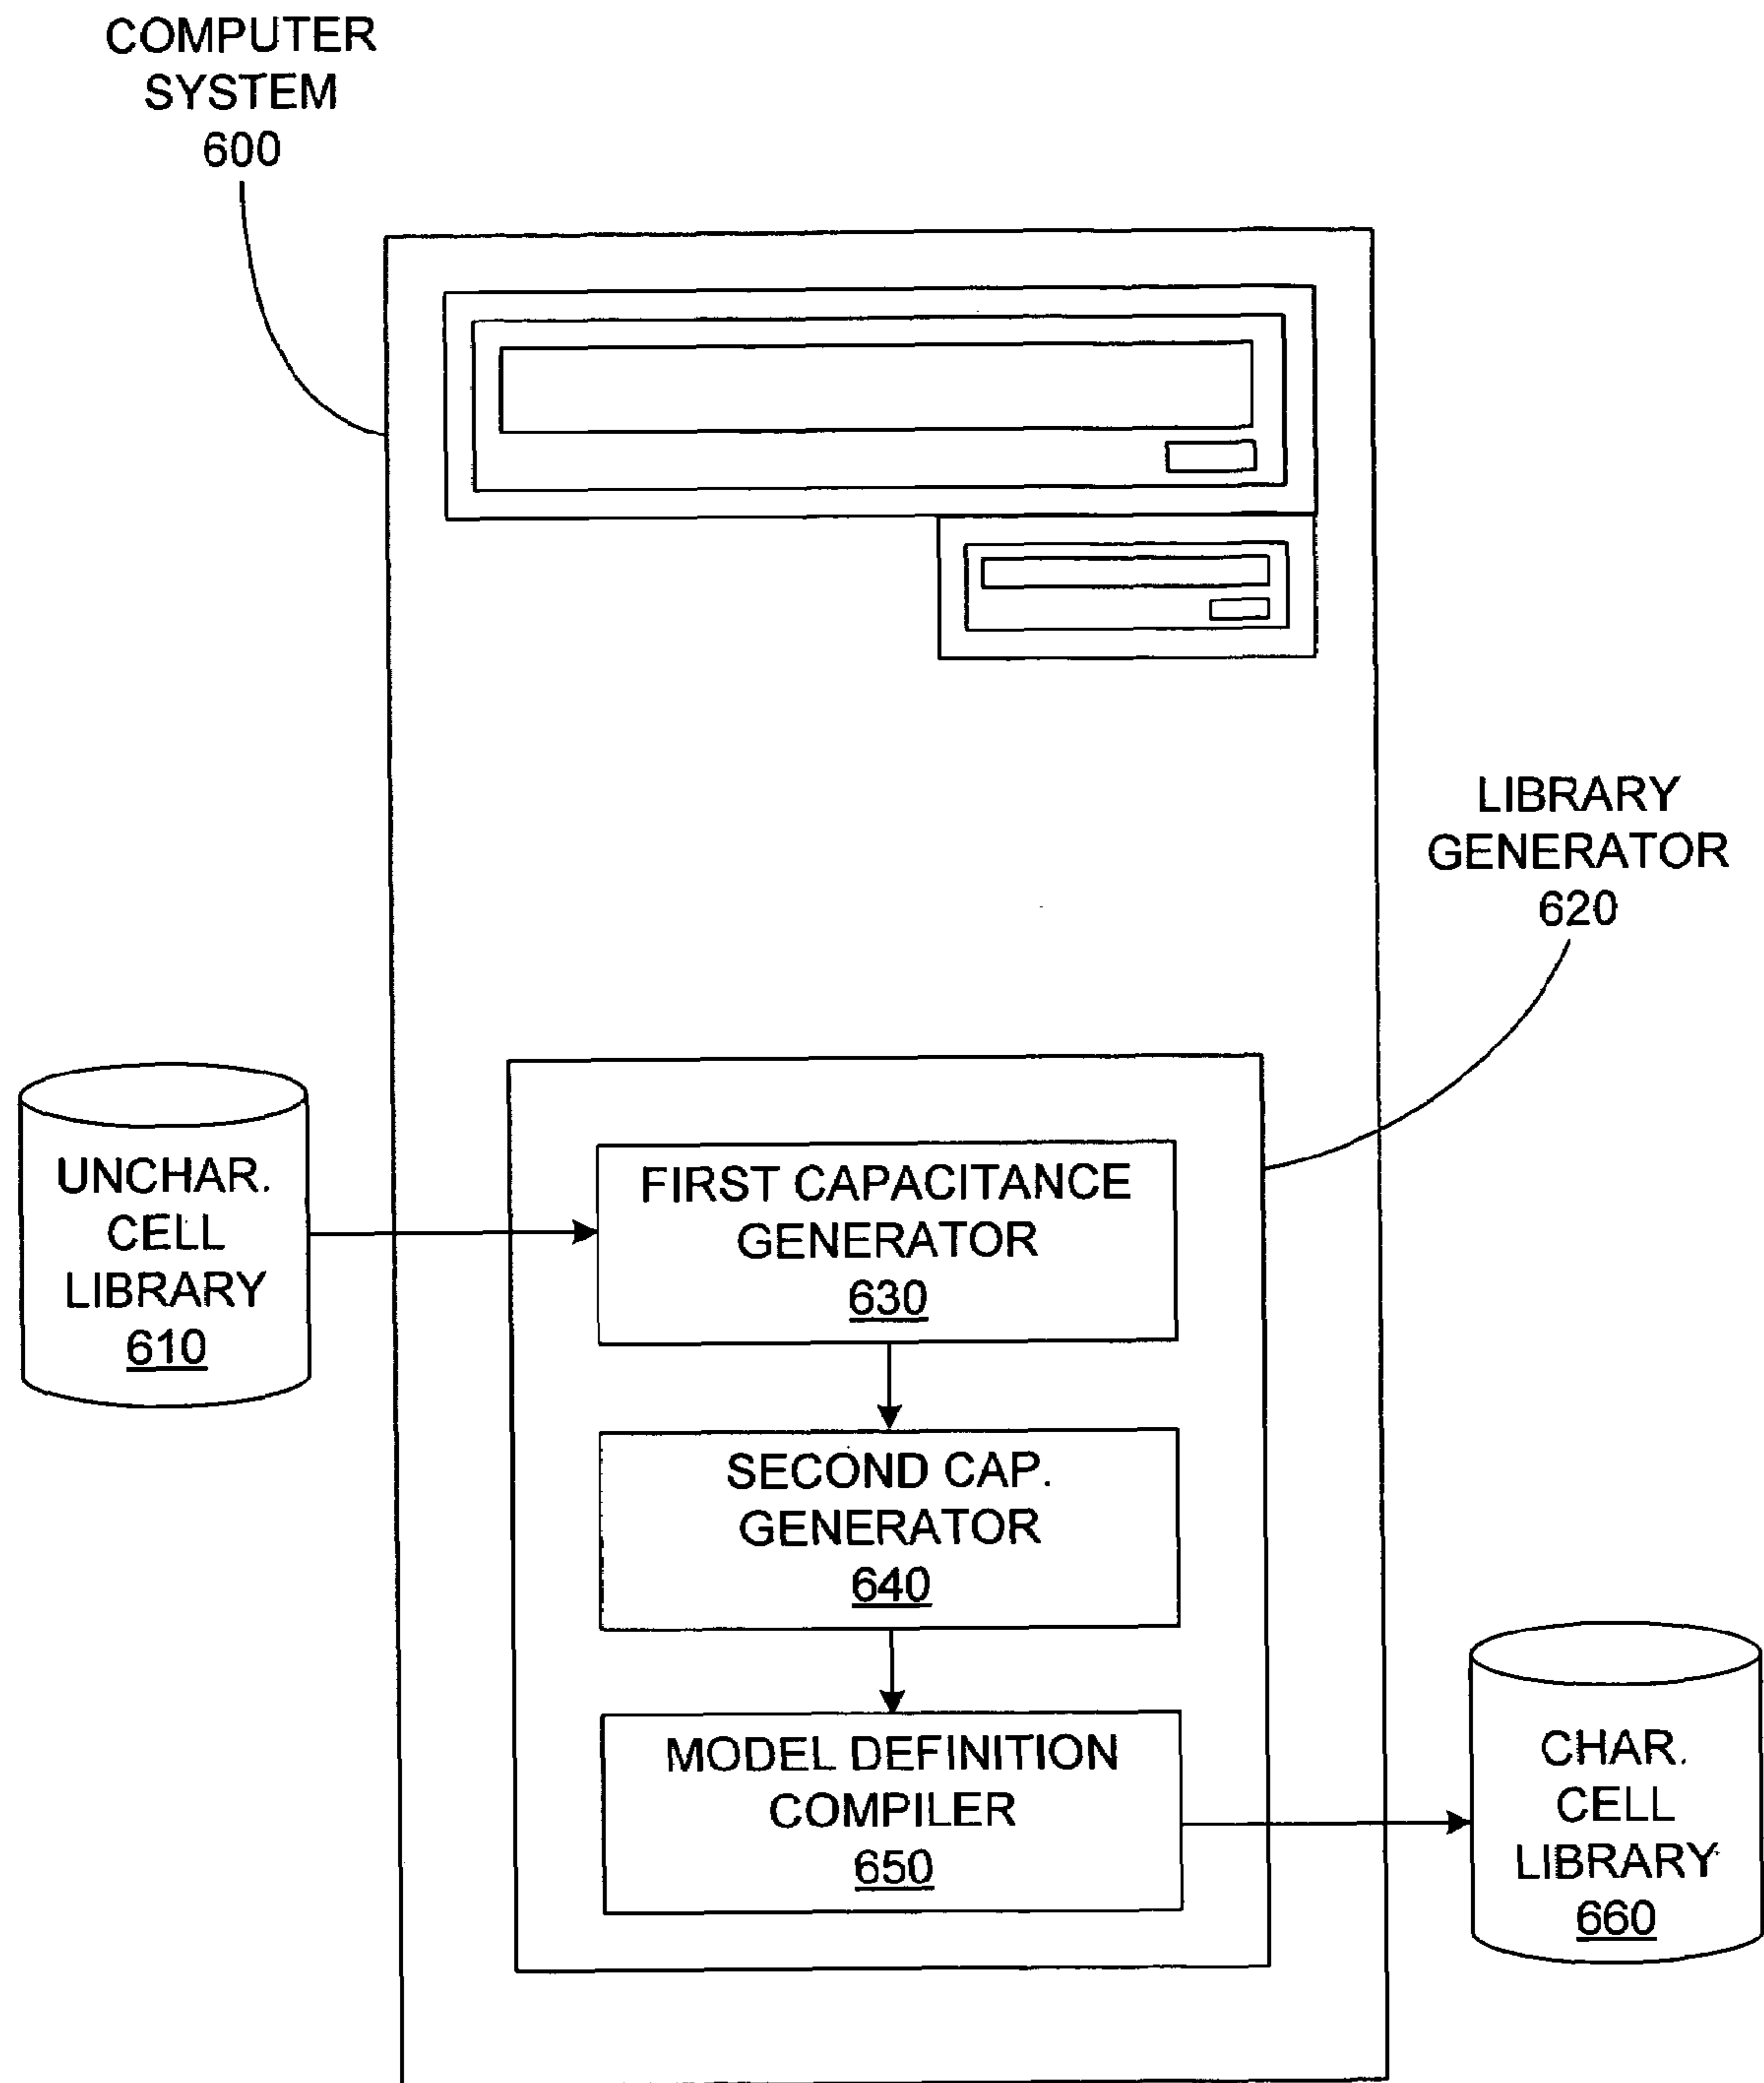 COMPUTER
SYSTEM
600
LIBRARY
GENERATOR
620
UNCHAR.
CELL
LIBRARY
610
FIRST CAPACITANCE
GENERATOR
630
SECOND CAP.
GENERATOR
640
MODEL DEFINITION
COMPILER
650
CHAR.
CELL
LIBRARY
660